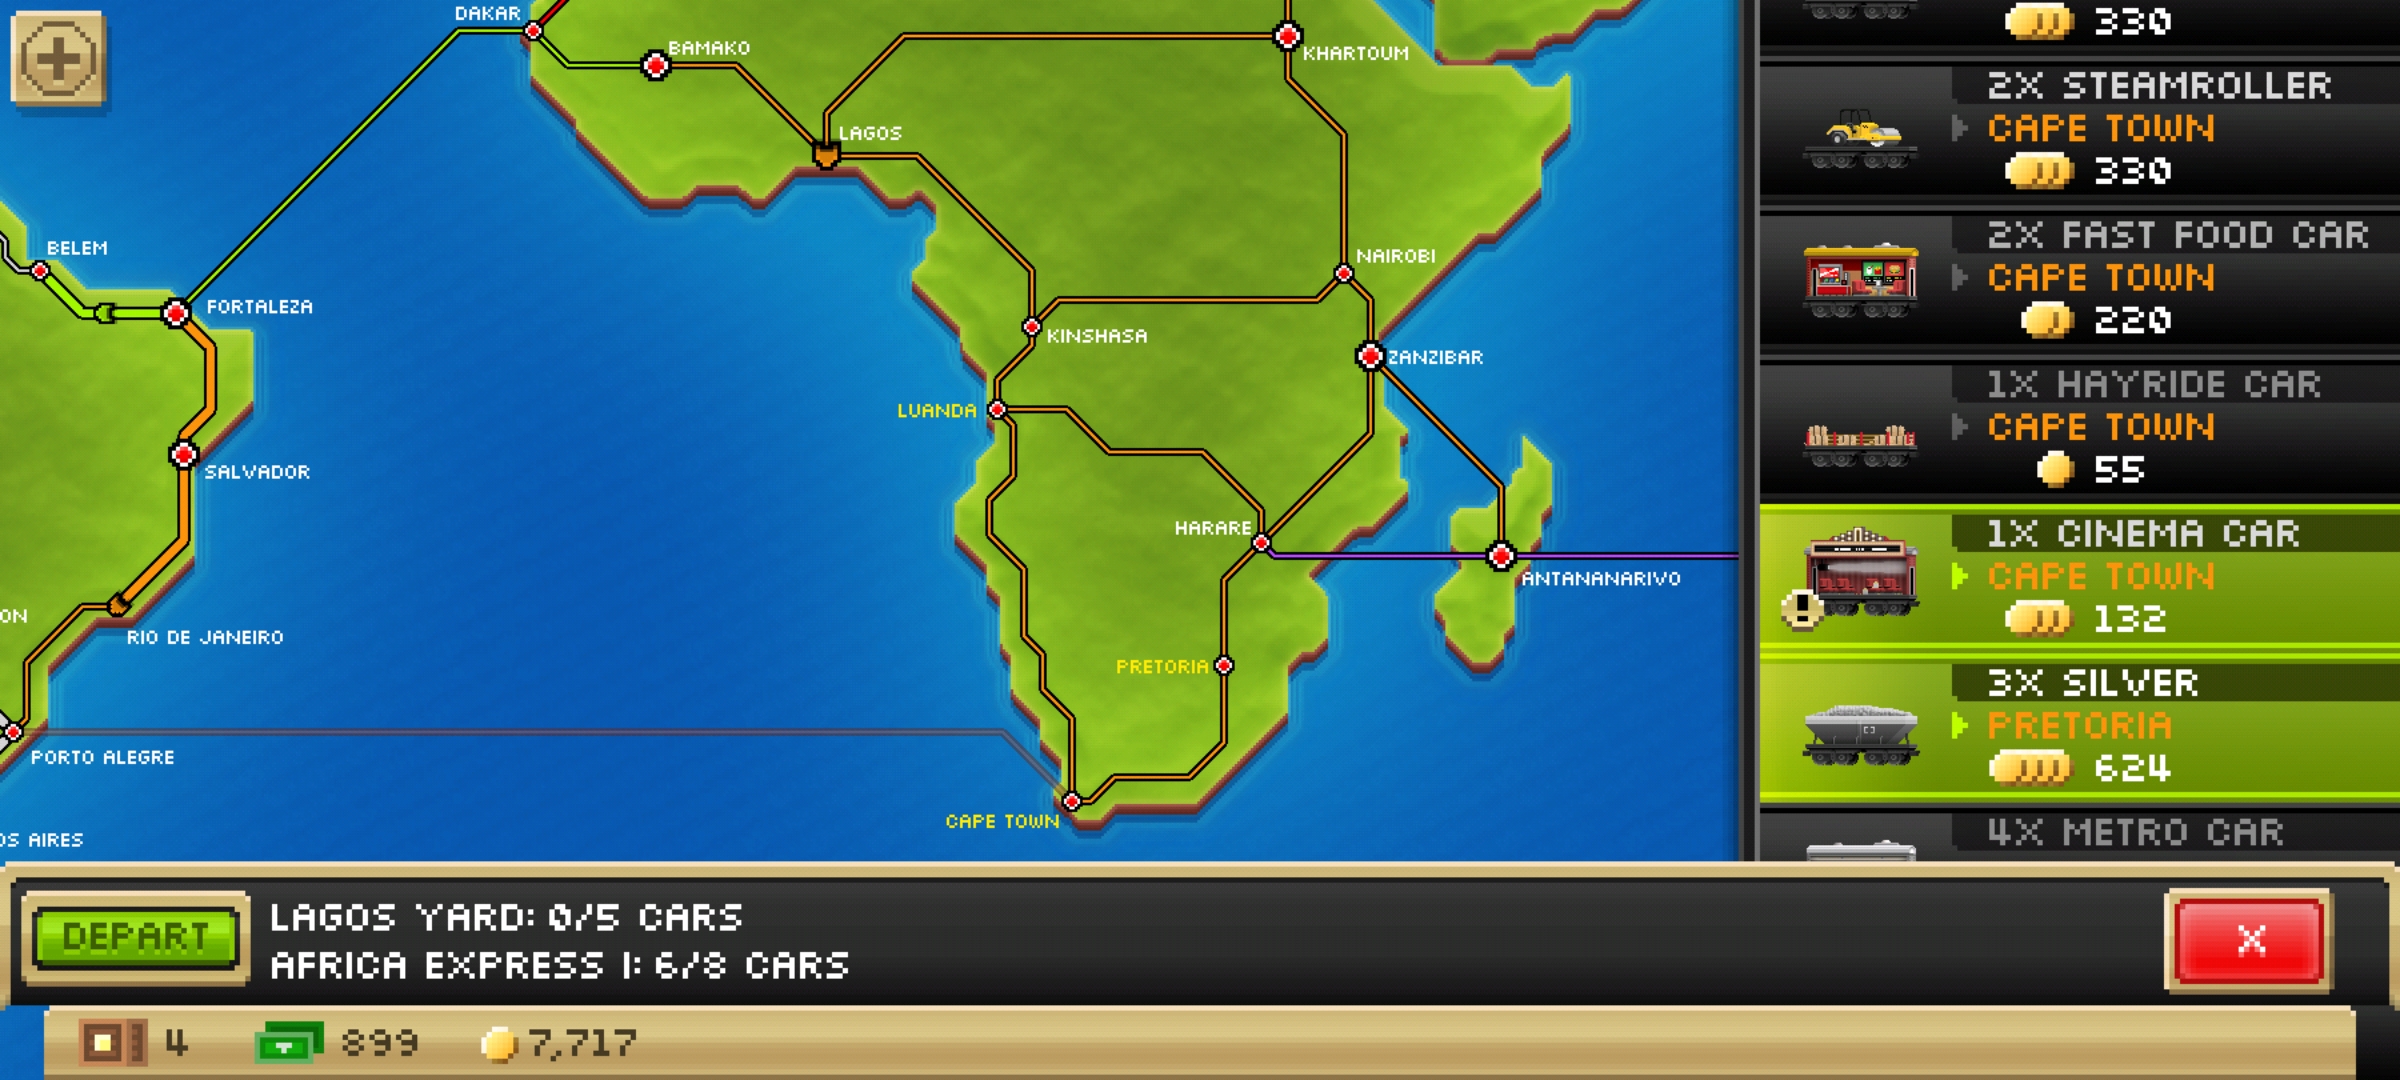 DAKAR
BAMAKO
KHARTOUM
LAGOS
BELEM
NAIROBI
FORTALEZA
KINSHASA
ZANZIBAR
LUANDA
SALVADOR
HARARE
ANTANANARIVO
ON
RIO DE JANEIRO
PRETORIA
PORTO ALEGRE
CAPE TOWN
OS AIRES
330
2X STEAMROLLER
CAPE TOWN
330
2X FAST FOOD CAR
CAPE TOWN
220
1X HAYRIDE CAR
CAPE TOWN
55
1X CINEMA CAR
CAPE TOWN
132
3X SILVER
PRETORIA
624
4X METRO CAR
DEPART
LAGOS YARD: 0/5 CARS
AFRICA EXPRESS I: 6/8 CARS
X
4
899
7,717